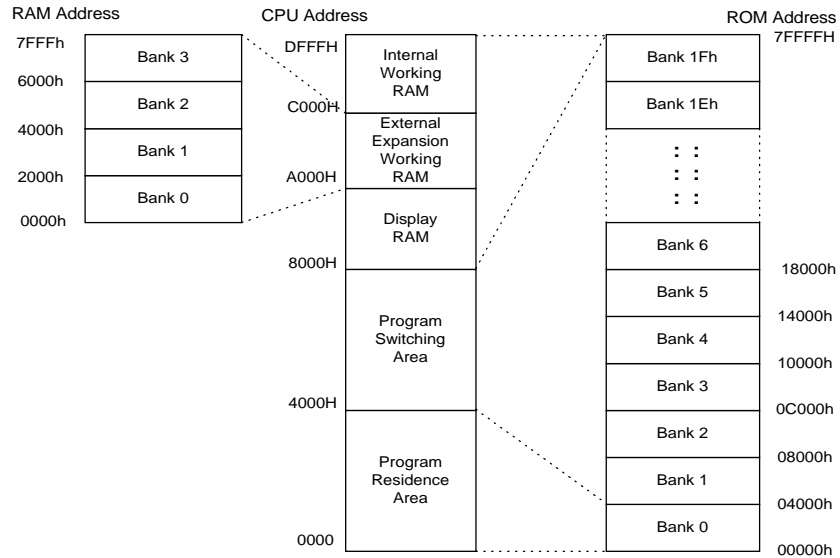 RAM Address
7FFFh
Bank 3
6000h
Bank 2
4000h
Bank 1
2000h
Bank 0
0000h
CPU Address
DFFFH
Internal
Working
RAM
C000H
External
Expansion
Working
RAM
A000H
Display
RAM
8000H
Program
Switching
Area
4000H
Program
Residence
Area
0000
ROM Address
7FFFFH
Bank 1Fh
Bank 1Eh
: :
: :
: :
Bank 6
18000h
Bank 5
14000h
Bank 4
10000h
Bank 3
0C000h
Bank 2
08000h
Bank 1
04000h
Bank 0
00000h